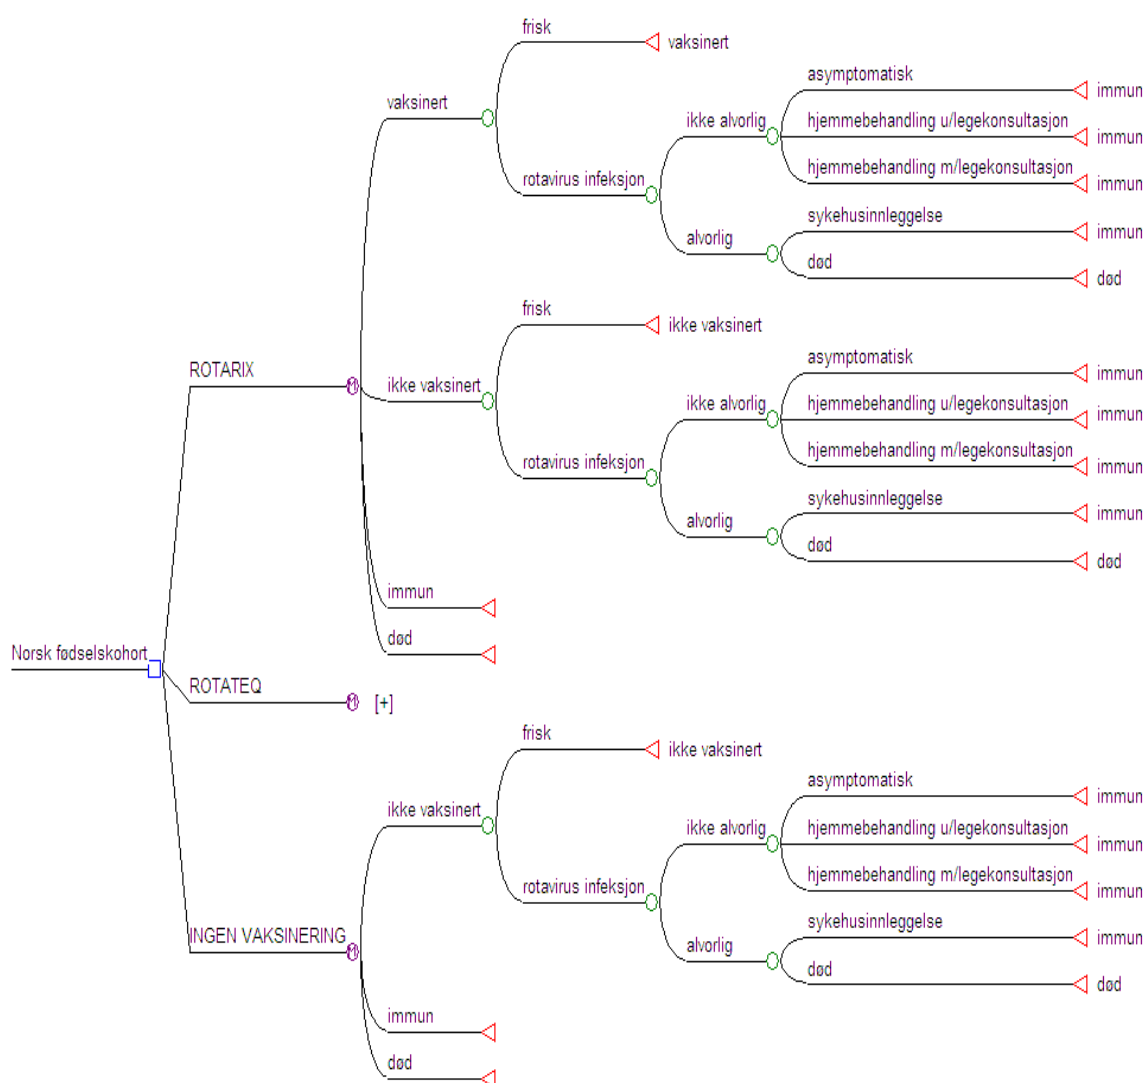 frisk
vaksinert
asymptomatisk
immun
vaksinert
ikke alvorlig
hjemmebehandling u/legekonsultasjon
immun
hjemmebehandling m/legekonsultasjon
immun
rotavirus infeksjon
sykehusinnleggelse
immun
alvorlig
død
død
frisk
ikke vaksinert
ROTARIX
asymptomatisk
immun
ikke vaksinert
ikke alvorlig
hjemmebehandling u/legekonsultasjon
immun
hjemmebehandling m/legekonsultasjon
immun
rotavirus infeksjon
sykehusinnleggelse
immun
alvorlig
død
død
immun
død
Norsk fødselskohort
ROTATEQ
M [+]
frisk
ikke vaksinert
asymptomatisk
immun
ikke vaksinert
ikke alvorlig
hjemmebehandling u/legekonsultasjon
immun
hjemmebehandling m/legekonsultasjon
immun
rotavirus infeksjon
sykehusinnleggelse
immun
INGEN VAKSINERING
alvorlig
død
død
immun
død